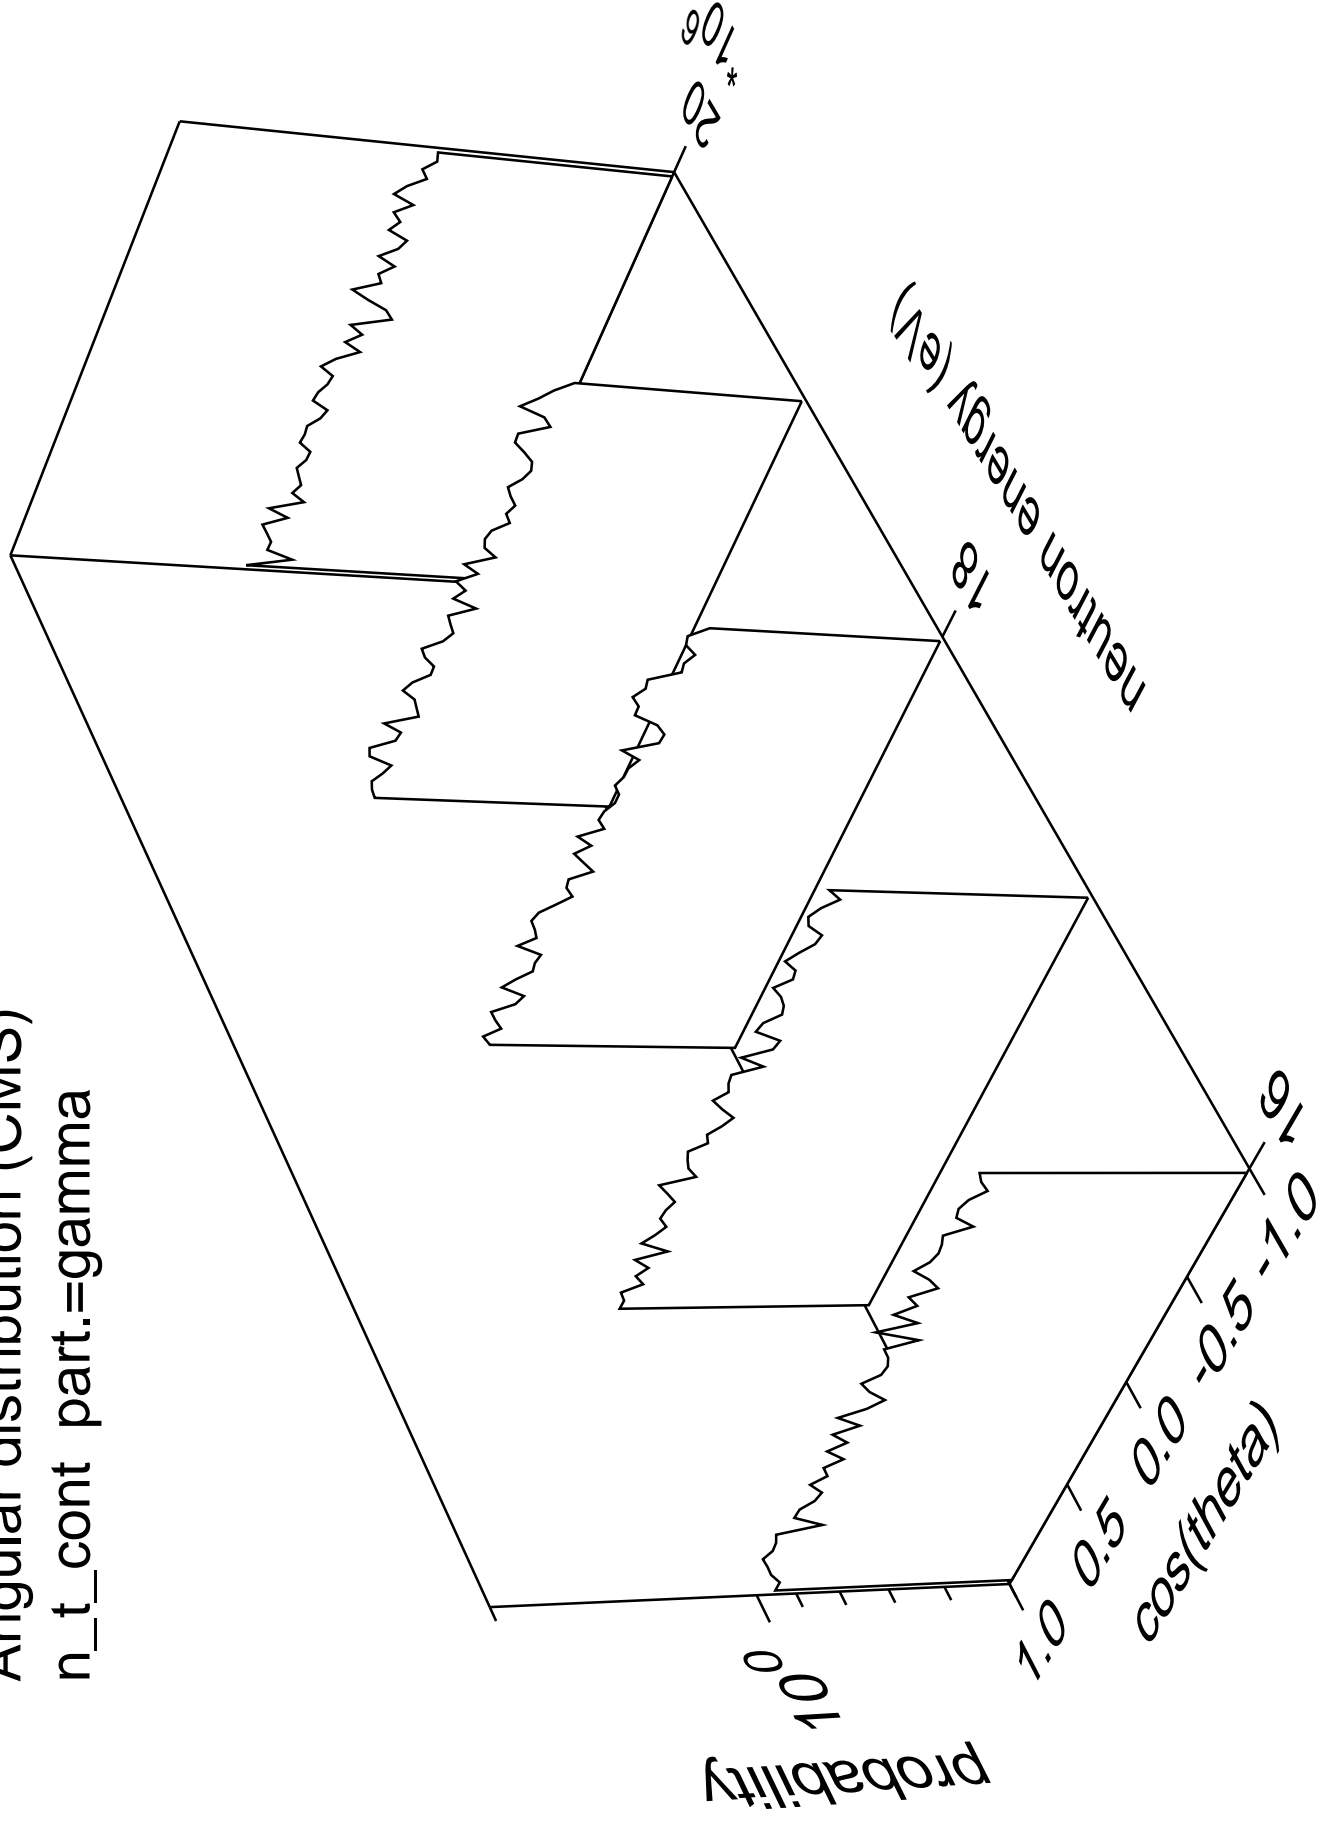 Angular distribution (CMS)
n_t_cont part.=gamma
probability
10^0
cos(theta)
1.0
0.5
0.0
-0.5
-1.0
neutron energy (eV)
16
18
20
*10^6